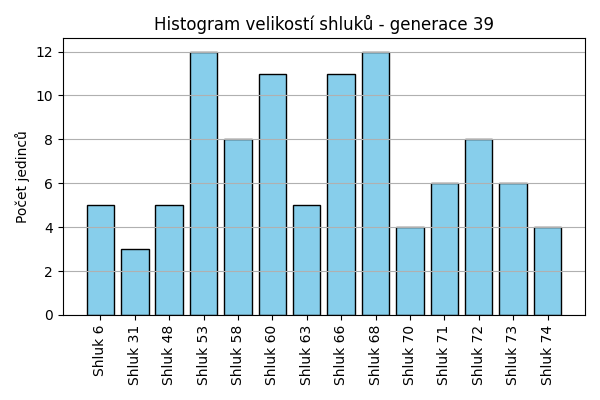 Histogram velikostí shluků - generace 39
Počet jedinců
12
10
8
6
4
2
0
Shluk 6
Shluk 31
Shluk 48
Shluk 53
Shluk 58
Shluk 60
Shluk 63
Shluk 66
Shluk 68
Shluk 70
Shluk 71
Shluk 72
Shluk 73
Shluk 74